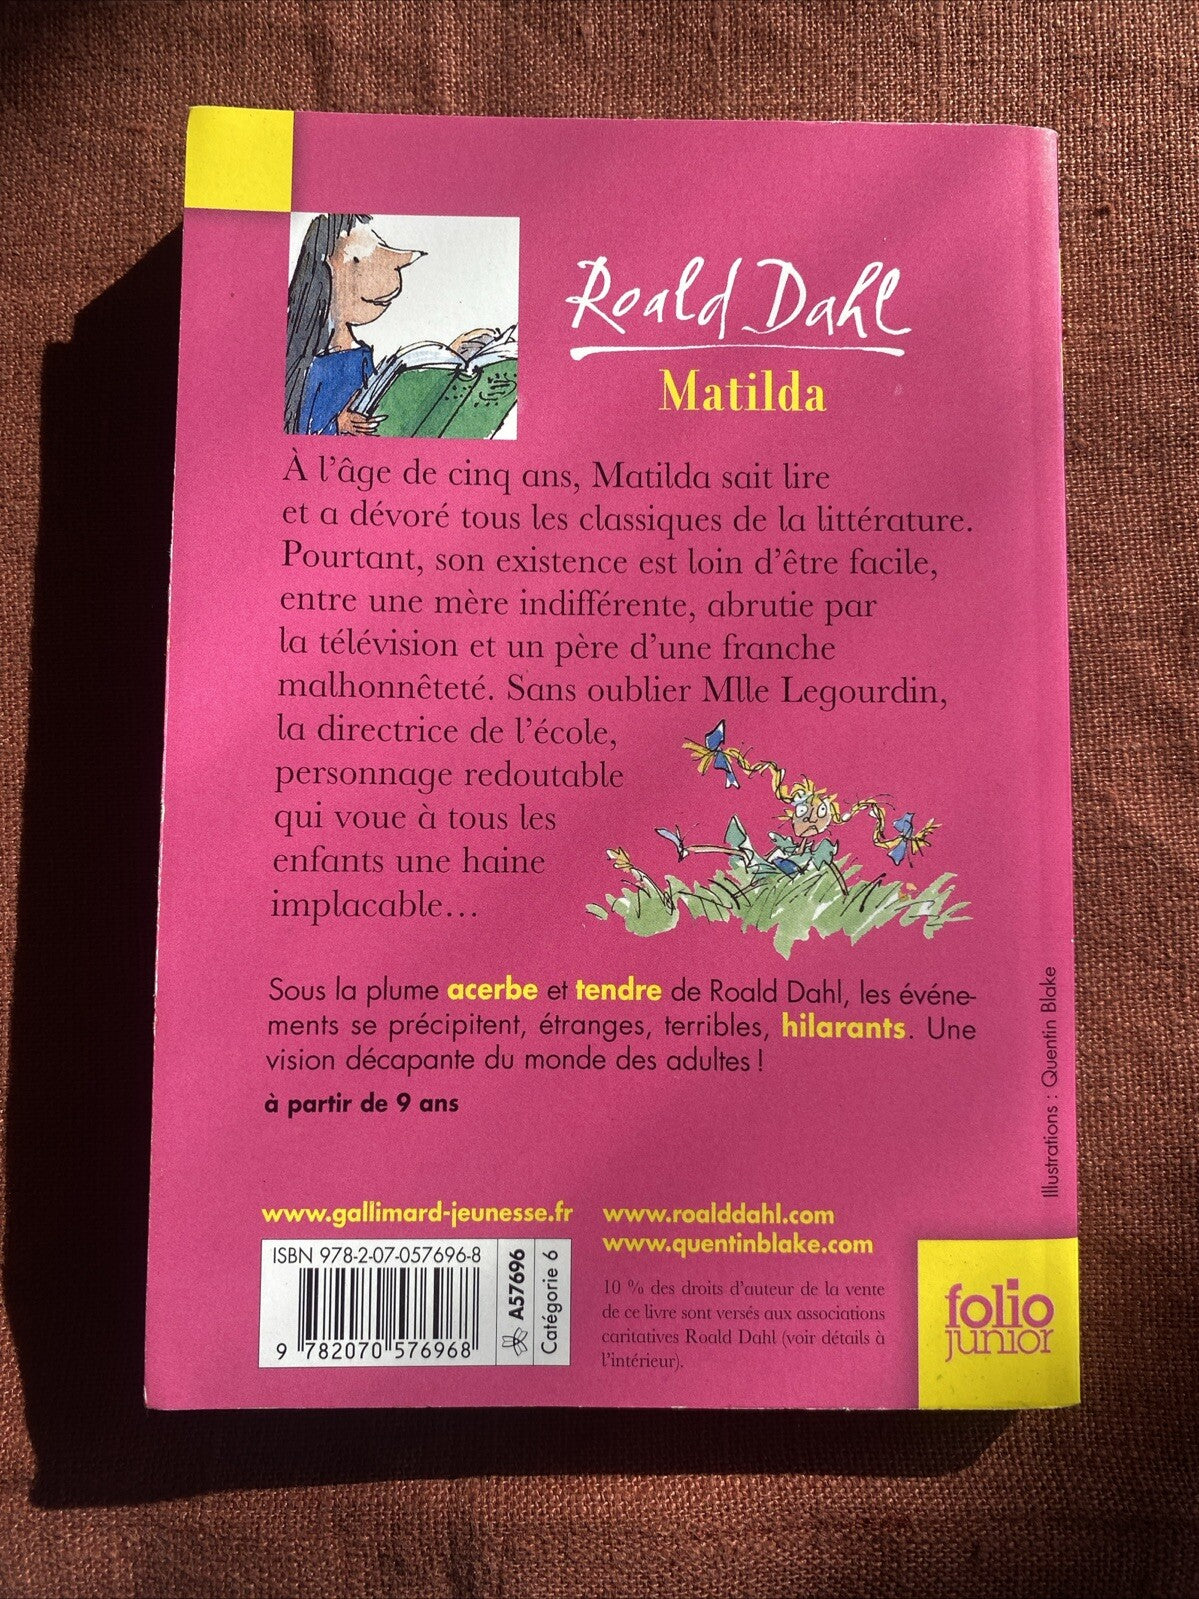 Roald Dahl
Matilda
À l'âge de cinq ans, Matilda sait lire
et a dévoré tous les classiques de la littérature.
Pourtant, son existence est loin d'être facile,
entre une mère indifférente, abrutie par
la télévision et un père d'une franche
malhonnêteté. Sans oublier Mlle Legourdin,
la directrice de l'école,
personnage redoutable
qui voue à tous les
enfants une haine
implacable…
Sous la plume acerbe et tendre de Roald Dahl, les événe-
ments se précipitent, étranges, terribles, hilarants. Une
vision décapante du monde des adultes !
à partir de 9 ans
Illustrations : Quentin Blake
www.gallimard-jeunesse.fr
www.roalddahl.com
www.quentinblake.com
ISBN 978-2-07-057696-8
9 782070 576968
A57696
Catégorie 6
10 % des droits d'auteur de la vente
de ce livre sont versés aux associations
caritatives Roald Dahl (voir détails à
l'intérieur).
folio
junior